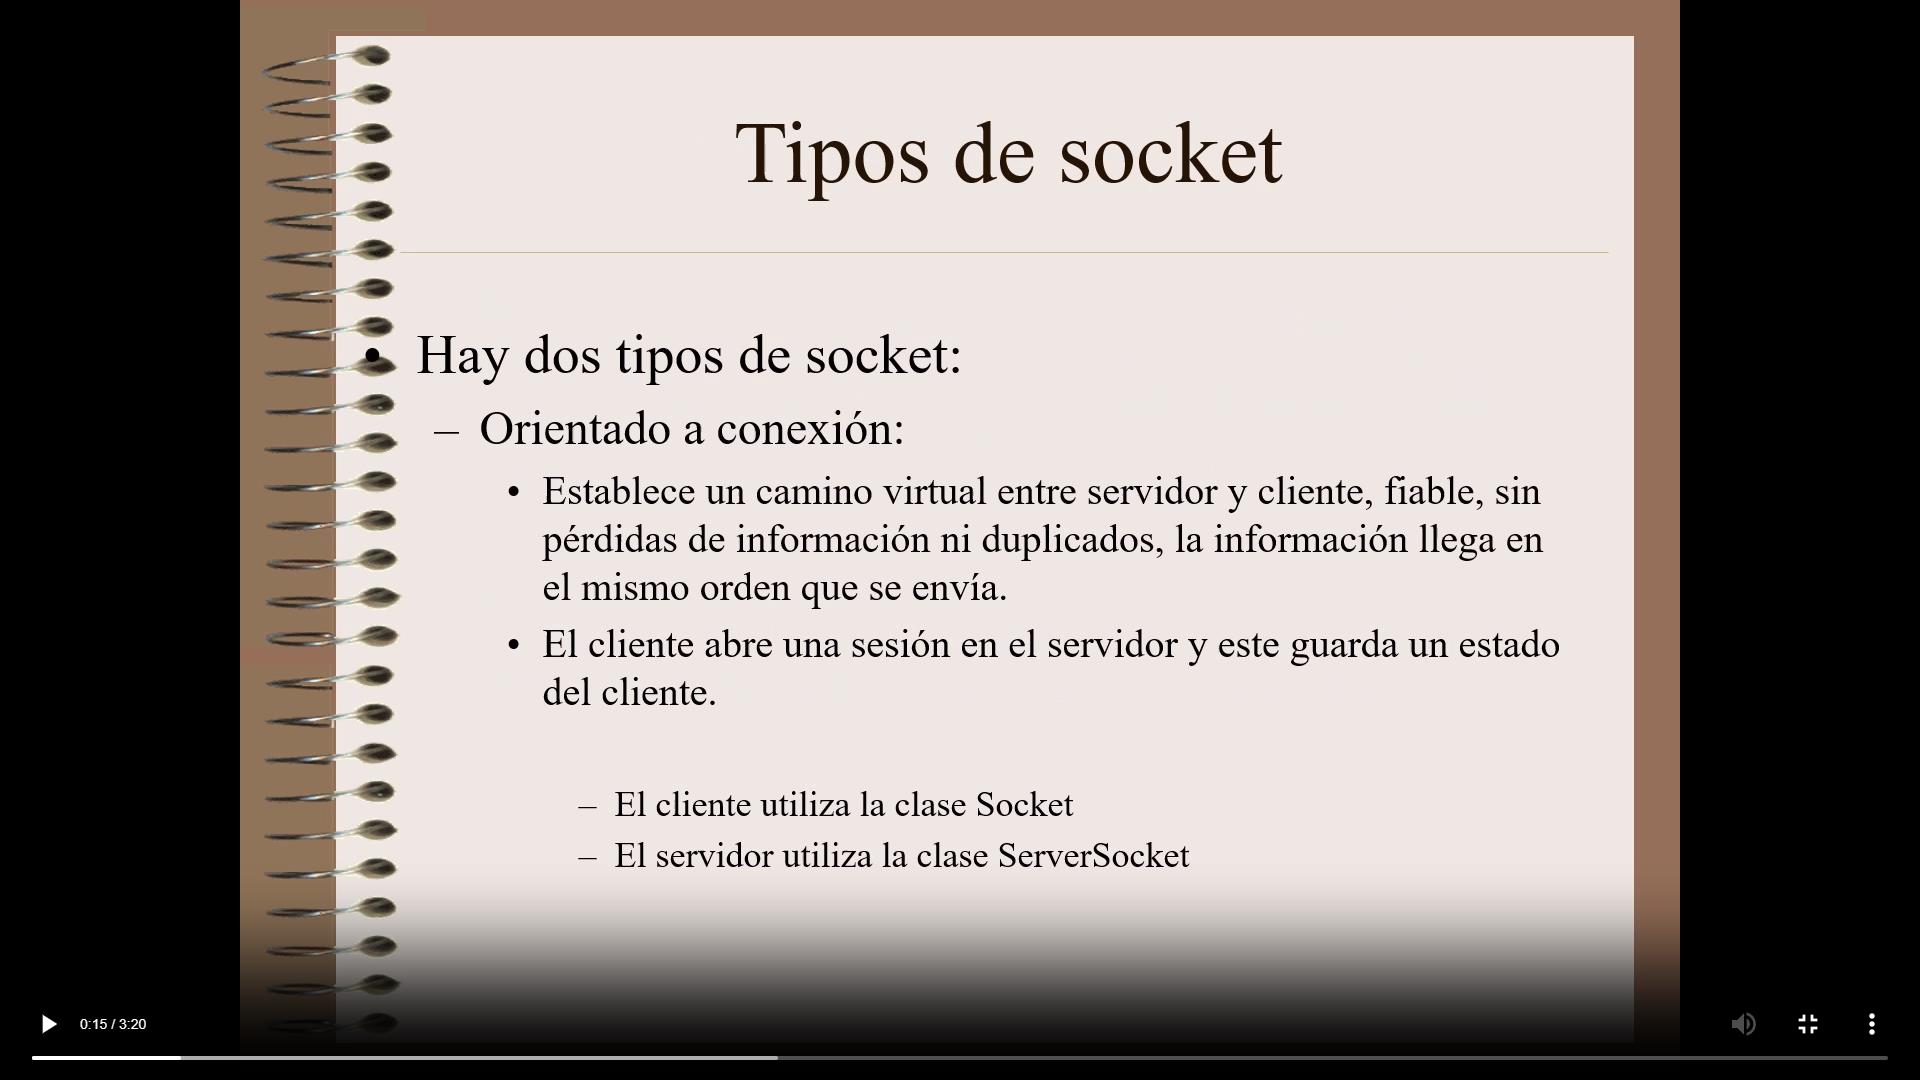 Tipos de socket
• Hay dos tipos de socket:
– Orientado a conexión:
• Establece un camino virtual entre servidor y cliente, fiable, sin
pérdidas de información ni duplicados, la información llega en
el mismo orden que se envía.
• El cliente abre una sesión en el servidor y este guarda un estado
del cliente.
– El cliente utiliza la clase Socket
– El servidor utiliza la clase ServerSocket
0:15 / 3:20